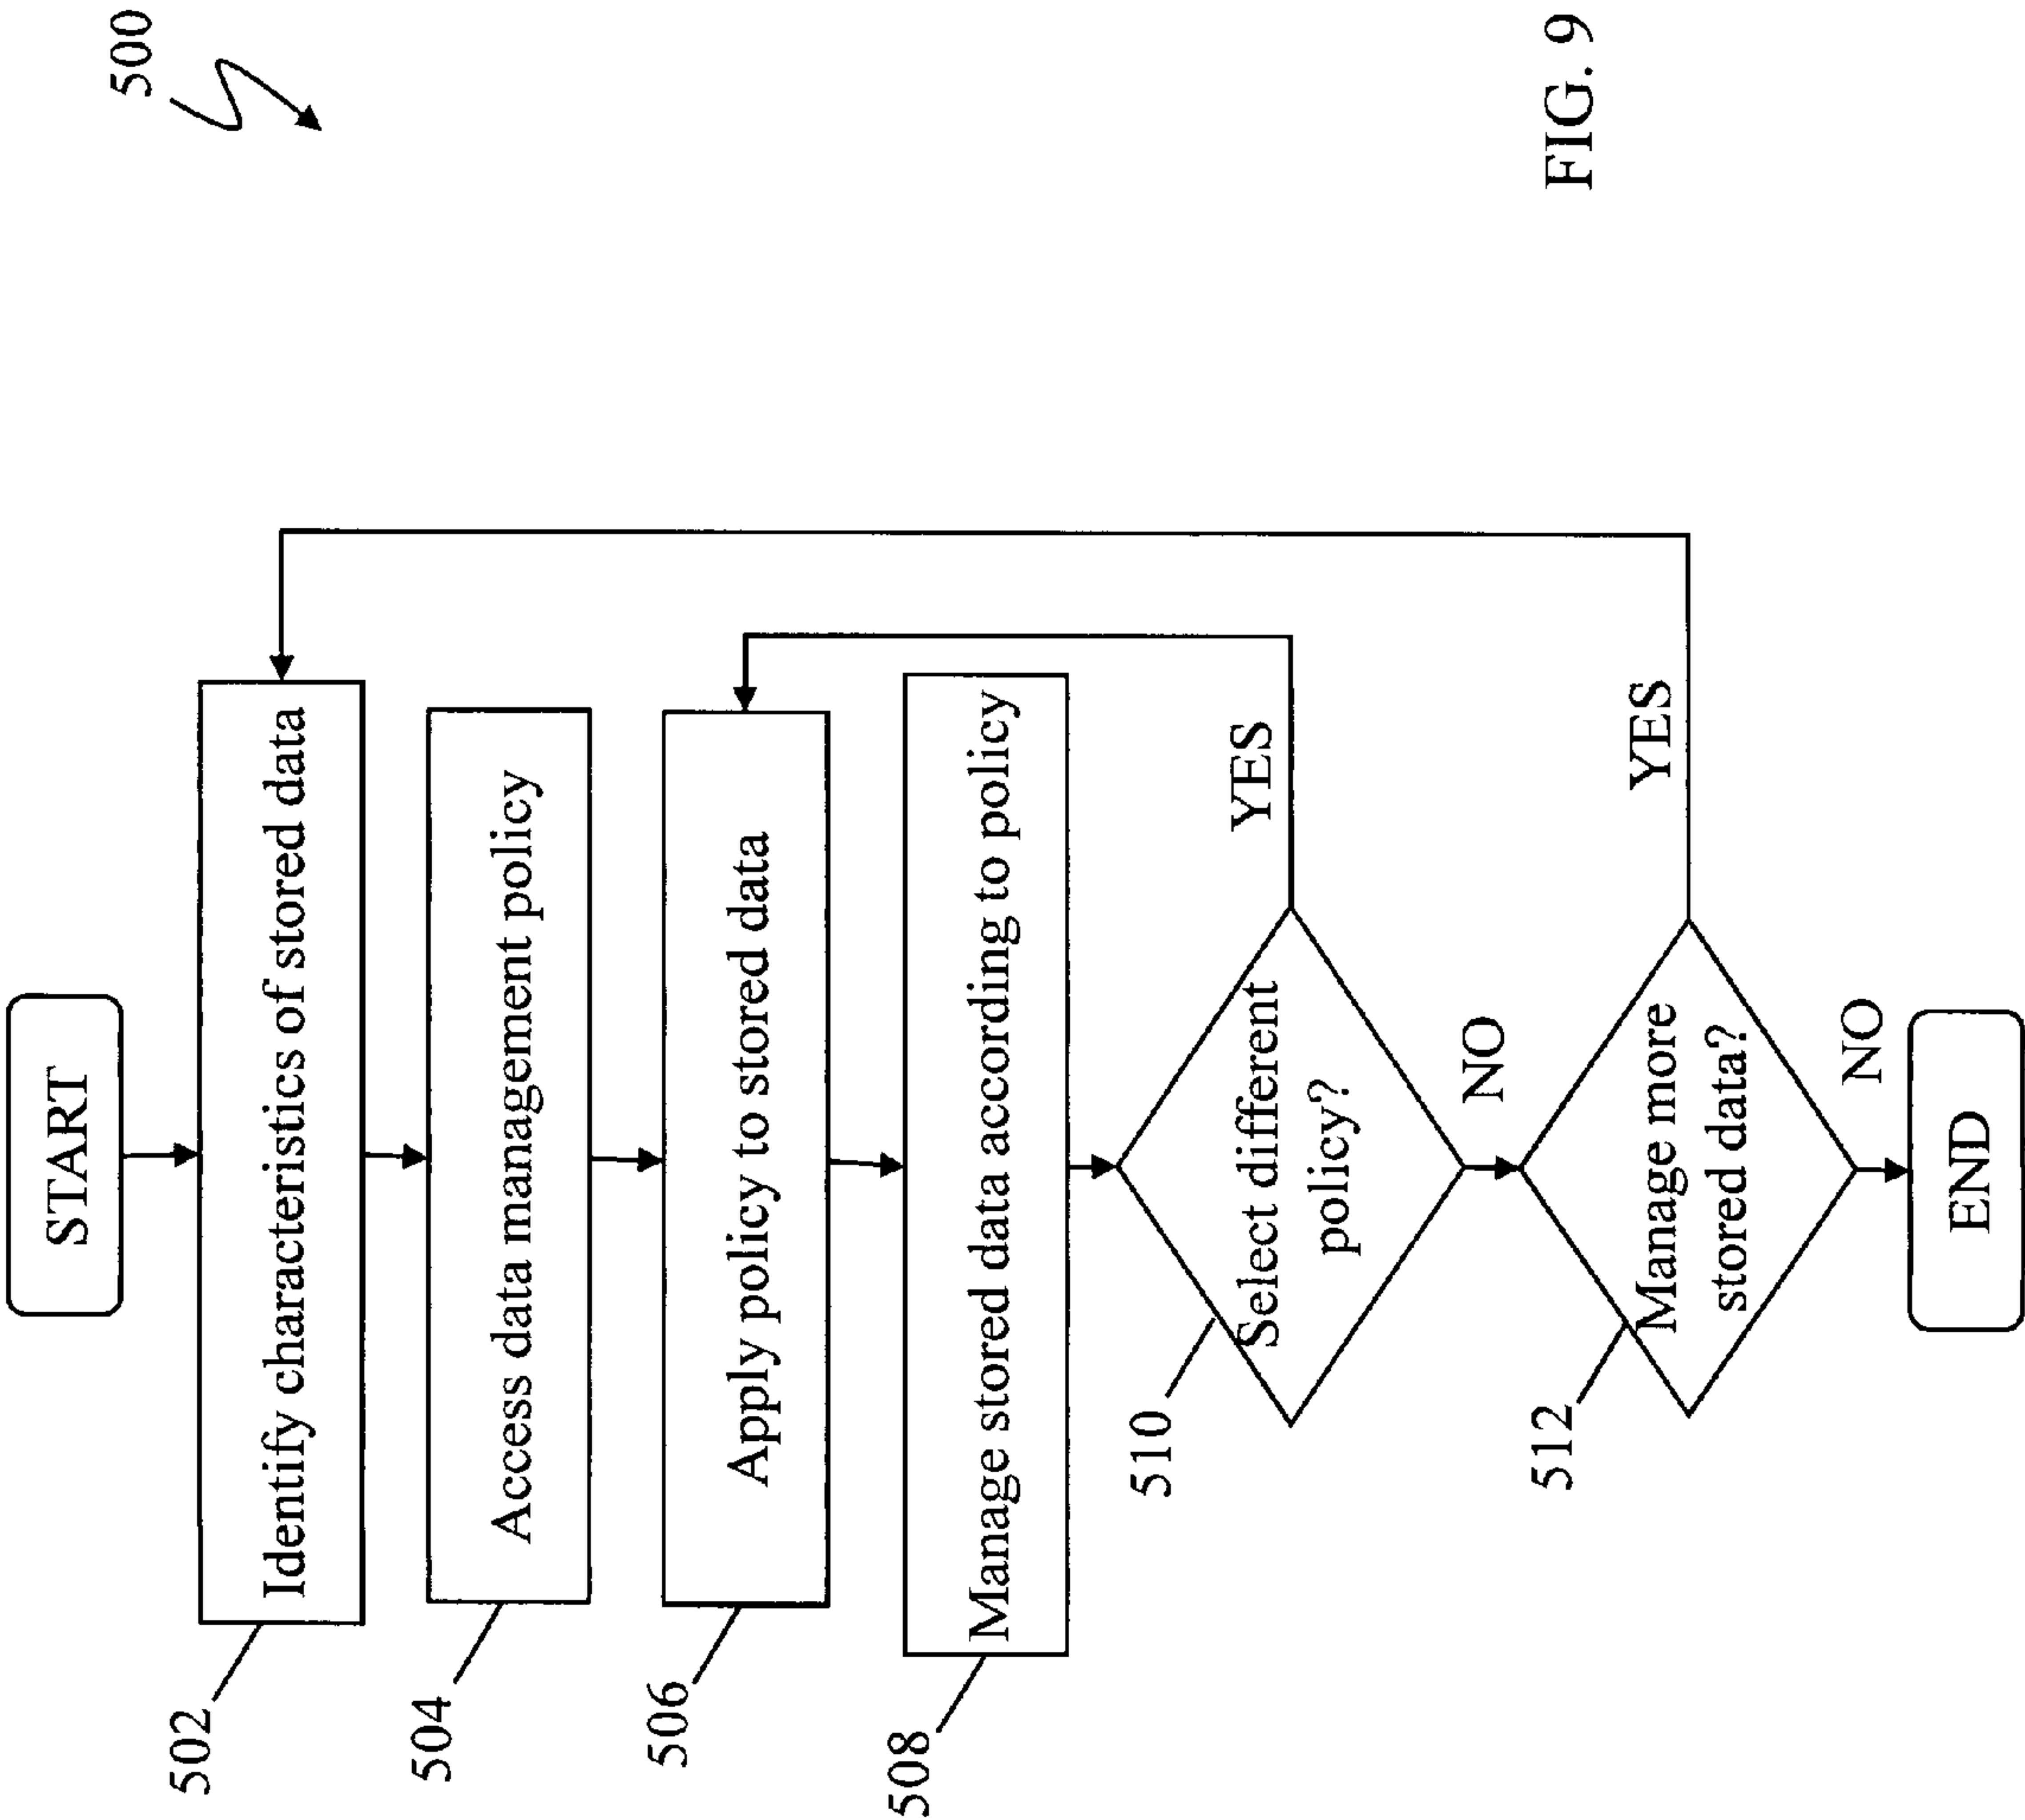 500
START
502
Identify characteristics of stored data
504
Access data management policy
506
Apply policy to stored data
508
Manage stored data according to policy
510
Select different
policy?
YES
NO
512
Manage more
stored data?
YES
NO
END
FIG. 9